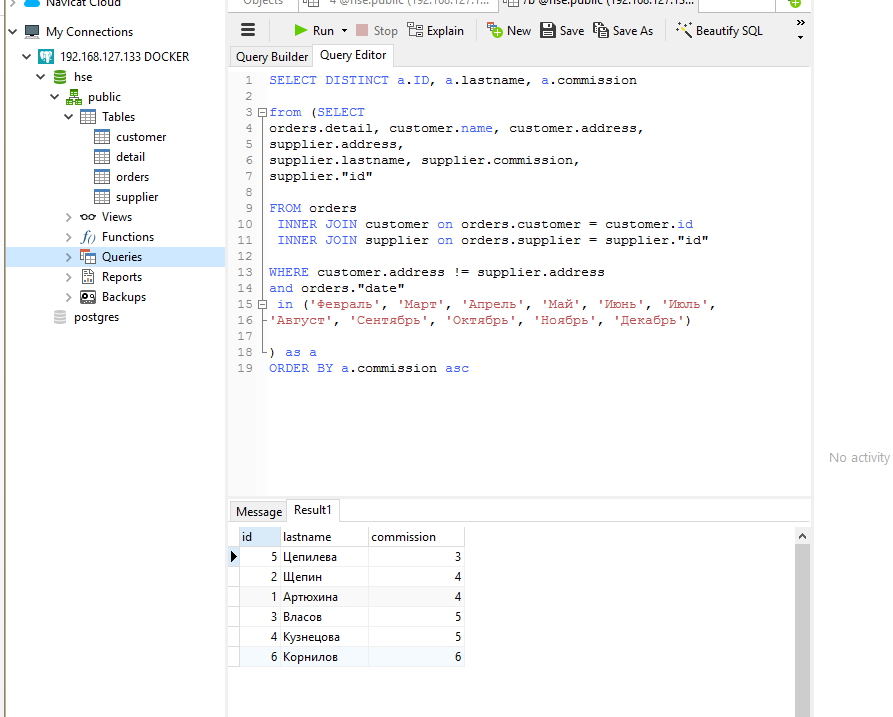 Navicat Cloud
My Connections
192.168.127.133 DOCKER
hse
public
Tables
customer
detail
orders
supplier
Views
Functions
Queries
Reports
Backups
postgres
Objects
4 @hse.public (192.168.127.1...
7b @hse.public (192.168.127.133...
Run Stop Explain New Save Save As Beautify SQL
Query Builder Query Editor
1 SELECT DISTINCT a.ID, a.lastname, a.commission
2
3 from (SELECT
4 orders.detail, customer.name, customer.address,
5 supplier.address,
6 supplier.lastname, supplier.commission,
7 supplier."id"
8
9 FROM orders
10 INNER JOIN customer on orders.customer = customer.id
11 INNER JOIN supplier on orders.supplier = supplier."id"
12
13 WHERE customer.address != supplier.address
14 and orders."date"
15 in ('Февраль', 'Март', 'Апрель', 'Май', 'Июнь', 'Июль',
16 'Август', 'Сентябрь', 'Октябрь', 'Ноябрь', 'Декабрь')
17
18 ) as a
19 ORDER BY a.commission asc
No activity
Message Result1
id lastname commission
5 Цепилева 3
2 Щепин 4
1 Артюхина 4
3 Власов 5
4 Кузнецова 5
6 Корнилов 6